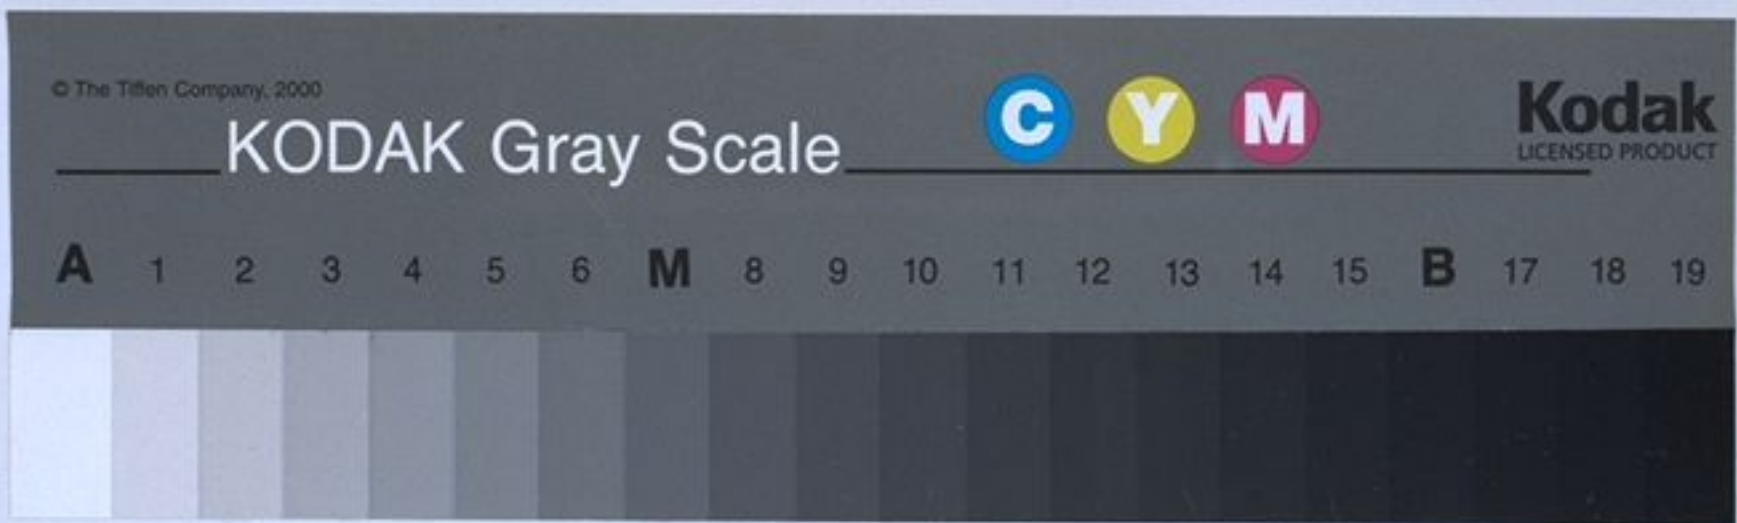 © The Tiffen Company, 2000
KODAK Gray Scale
C Y M
Kodak
LICENSED PRODUCT
A 1 2 3 4 5 6 M 8 9 10 11 12 13 14 15 B 17 18 19